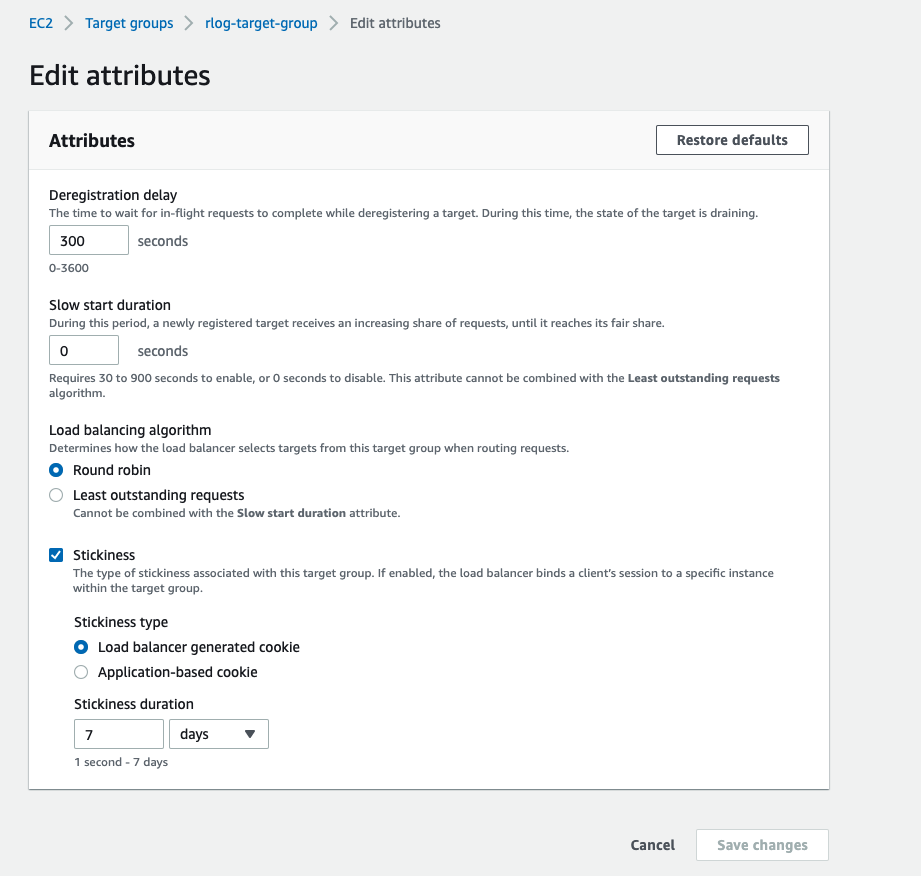 EC2 > Target groups > rlog-target-group > Edit attributes
Edit attributes
Attributes
Restore defaults
Deregistration delay
The time to wait for in-flight requests to complete while deregistering a target. During this time, the state of the target is draining.
300 seconds
0-3600
Slow start duration
During this period, a newly registered target receives an increasing share of requests, until it reaches its fair share.
0 seconds
Requires 30 to 900 seconds to enable, or 0 seconds to disable. This attribute cannot be combined with the Least outstanding requests
algorithm.
Load balancing algorithm
Determines how the load balancer selects targets from this target group when routing requests.
Round robin
Least outstanding requests
Cannot be combined with the Slow start duration attribute.
Stickiness
The type of stickiness associated with this target group. If enabled, the load balancer binds a client's session to a specific instance
within the target group.
Stickiness type
Load balancer generated cookie
Application-based cookie
Stickiness duration
7 days
1 second - 7 days
Cancel
Save changes